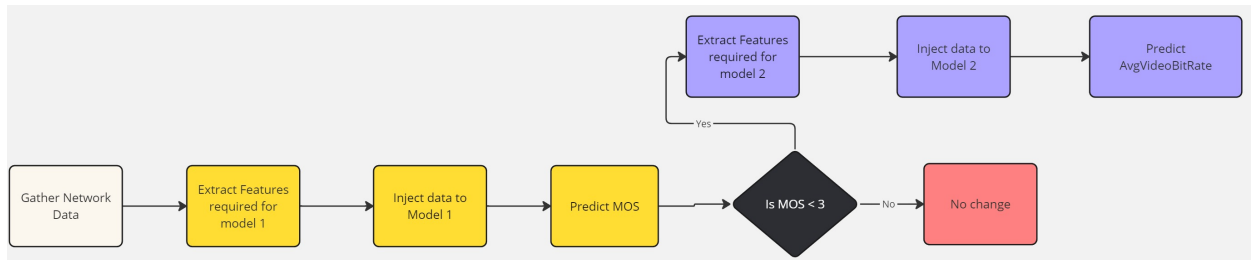 Extract Features
required for
model 2
Inject data to
Model 2
Predict
AvgVideoBitRate
Yes
Gather Network
Data
Extract Features
required for
model 1
Inject data to
Model 1
Predict MOS
Is MOS < 3
No
No change